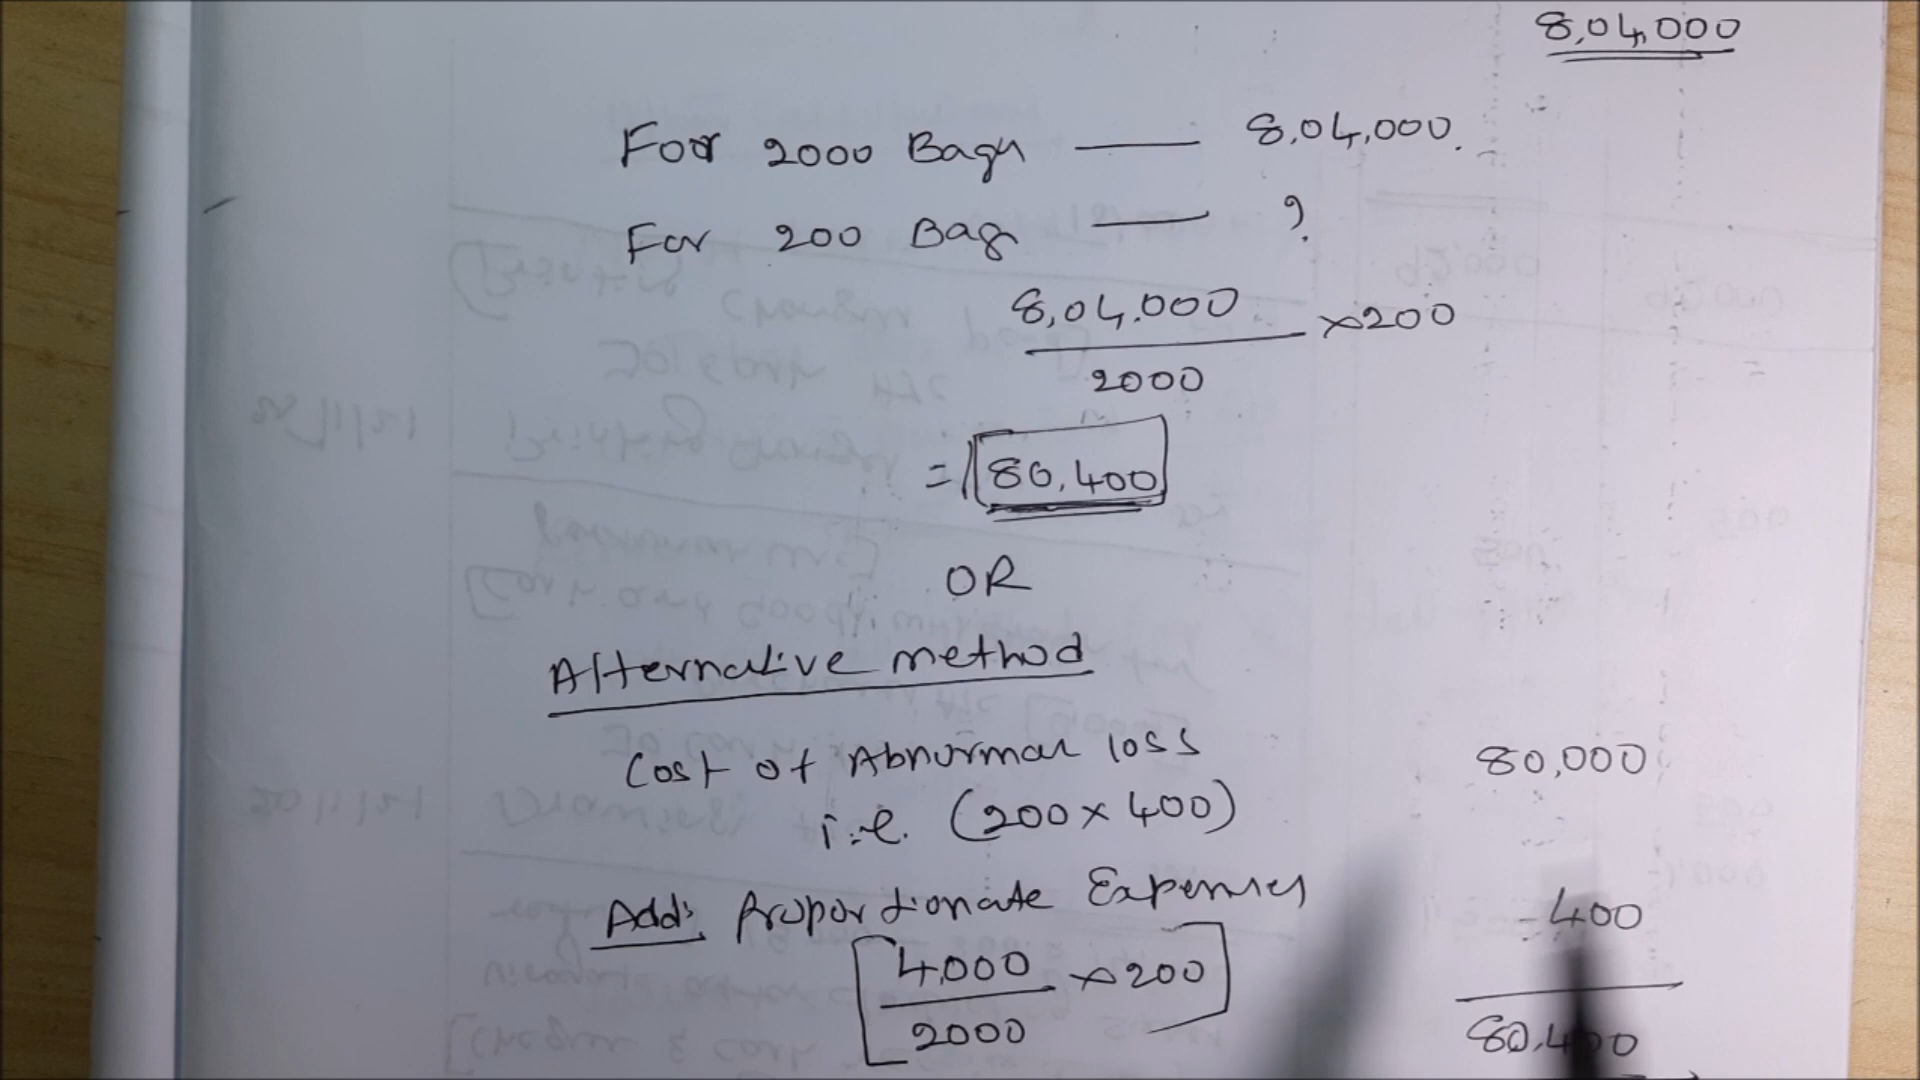 8,04,000
For 2000 Bags — 8,04,000.
For 200 Bags — ?
8,04,000 × 200
2000
= 80,400
OR
Alternative method
Cost of Abnormal loss 80,000
i.e. (200 × 400)
Add: Proportionate Expenses 400
[4,000 × 200]
2000
80,400